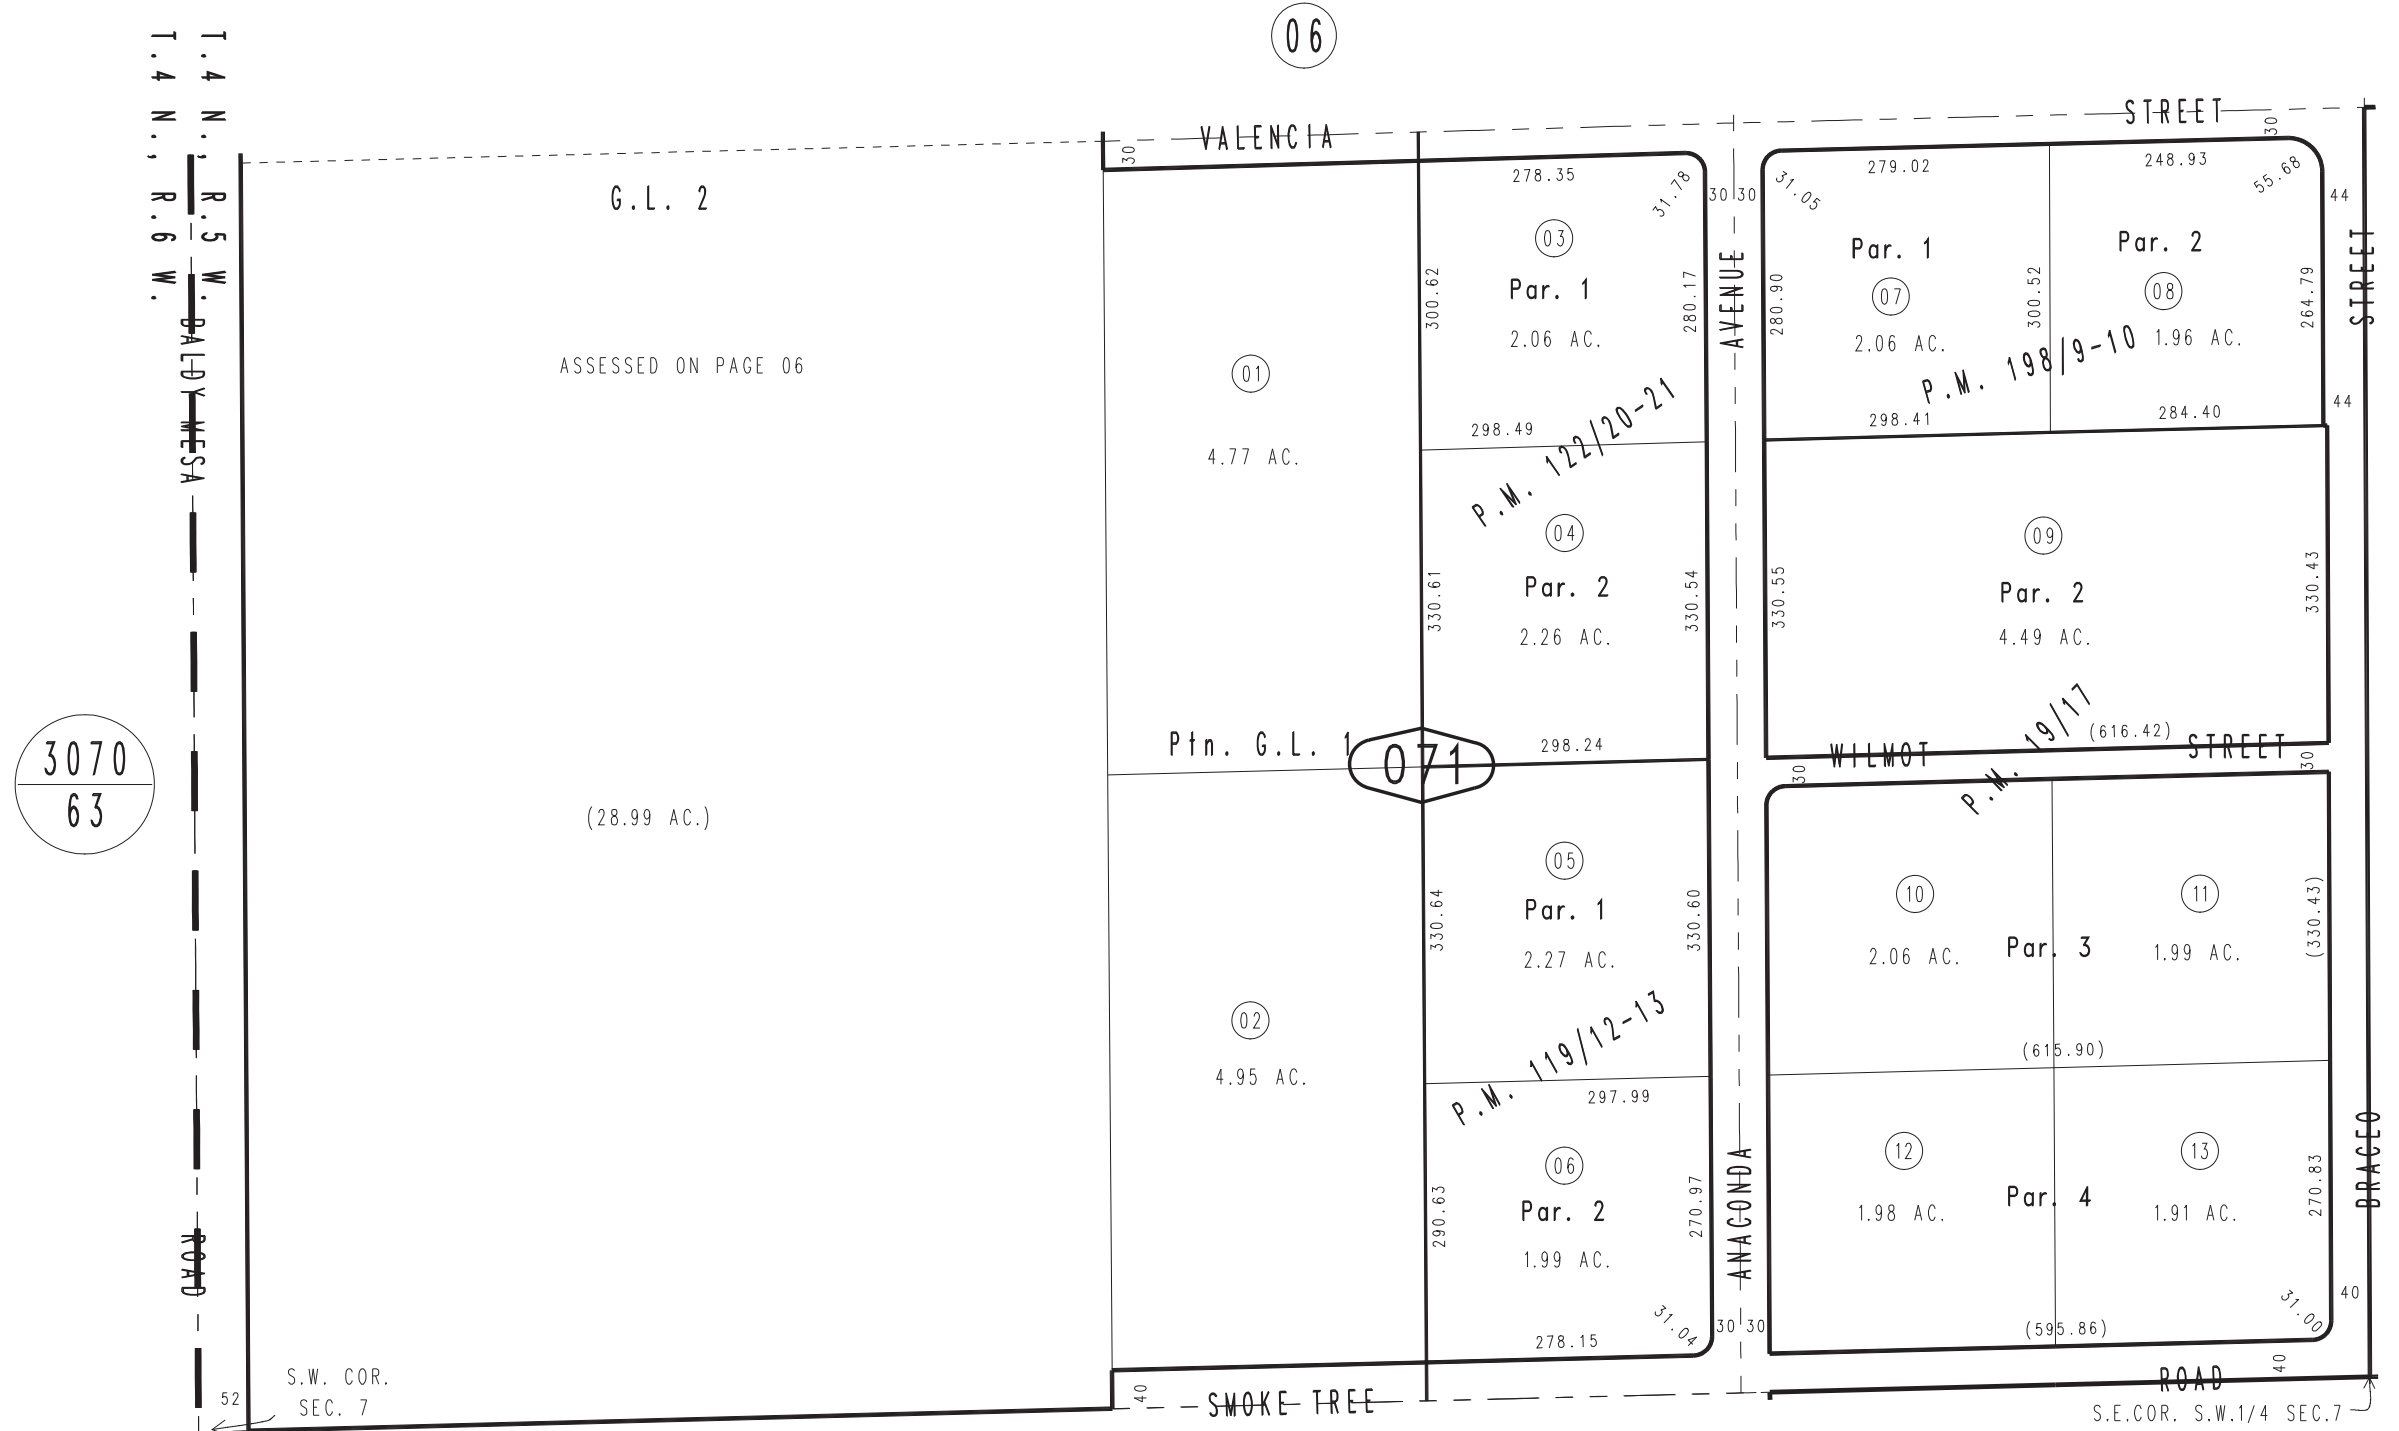 06
T.4 N., R.5 W.
T.4 N., R.6 W.
VALENCIA
STREET
30
30
G.L. 2
278.35
31.78
30 30
31.05
279.02
248.93
55.68
44
03
Par. 1
2.06 AC.
300.62
280.17
AVENUE
280.90
Par. 1
07
2.06 AC.
300.52
Par. 2
08
1.96 AC.
264.79
STREET
BALDY MESA
ASSESSED ON PAGE 06
01
4.77 AC.
P.M. 198/9-10
298.49
P.M. 122/20-21
298.41
284.40
44
04
Par. 2
2.26 AC.
330.61
330.54
330.55
09
Par. 2
4.49 AC.
330.43
3070
63
Ptn. G.L. 1
071
298.24
P.M. 19/17
(616.42)
WILMOT
STREET
30
30
(28.99 AC.)
05
Par. 1
2.27 AC.
330.64
330.60
10
2.06 AC.
Par. 3
11
1.99 AC.
(330.43)
02
4.95 AC.
P.M. 119/12-13
297.99
(615.90)
06
Par. 2
1.99 AC.
290.63
270.97
ANACONDA
12
1.98 AC.
Par. 4
13
1.91 AC.
270.83
BRACEO
ROAD
31.04
278.15
30 30
(595.86)
31.00
40
S.W. COR.
SEC. 7
52
40
SMOKE TREE
ROAD
40
S.E.COR. S.W.1/4 SEC.7